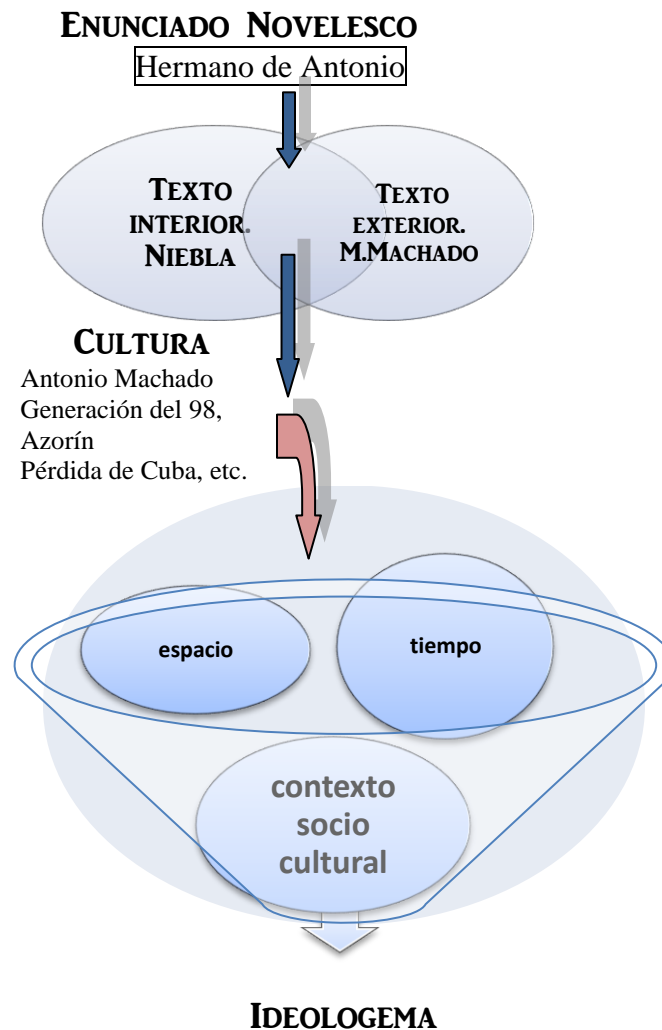 ENUNCIADO NOVELESCO
Hermano de Antonio
TEXTO
INTERIOR.
NIEBLA
TEXTO
EXTERIOR.
M.MACHADO
CULTURA
Antonio Machado
Generación del 98,
Azorín
Pérdida de Cuba, etc.
espacio
tiempo
contexto
socio
cultural
IDEOLOGEMA